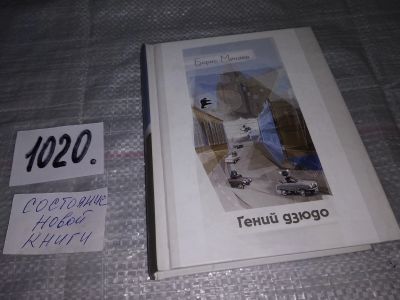 Борис Минаев
Гений дзюдо
1020.
СОСТОЯНИЕ
НОВОЙ
КНИГИ